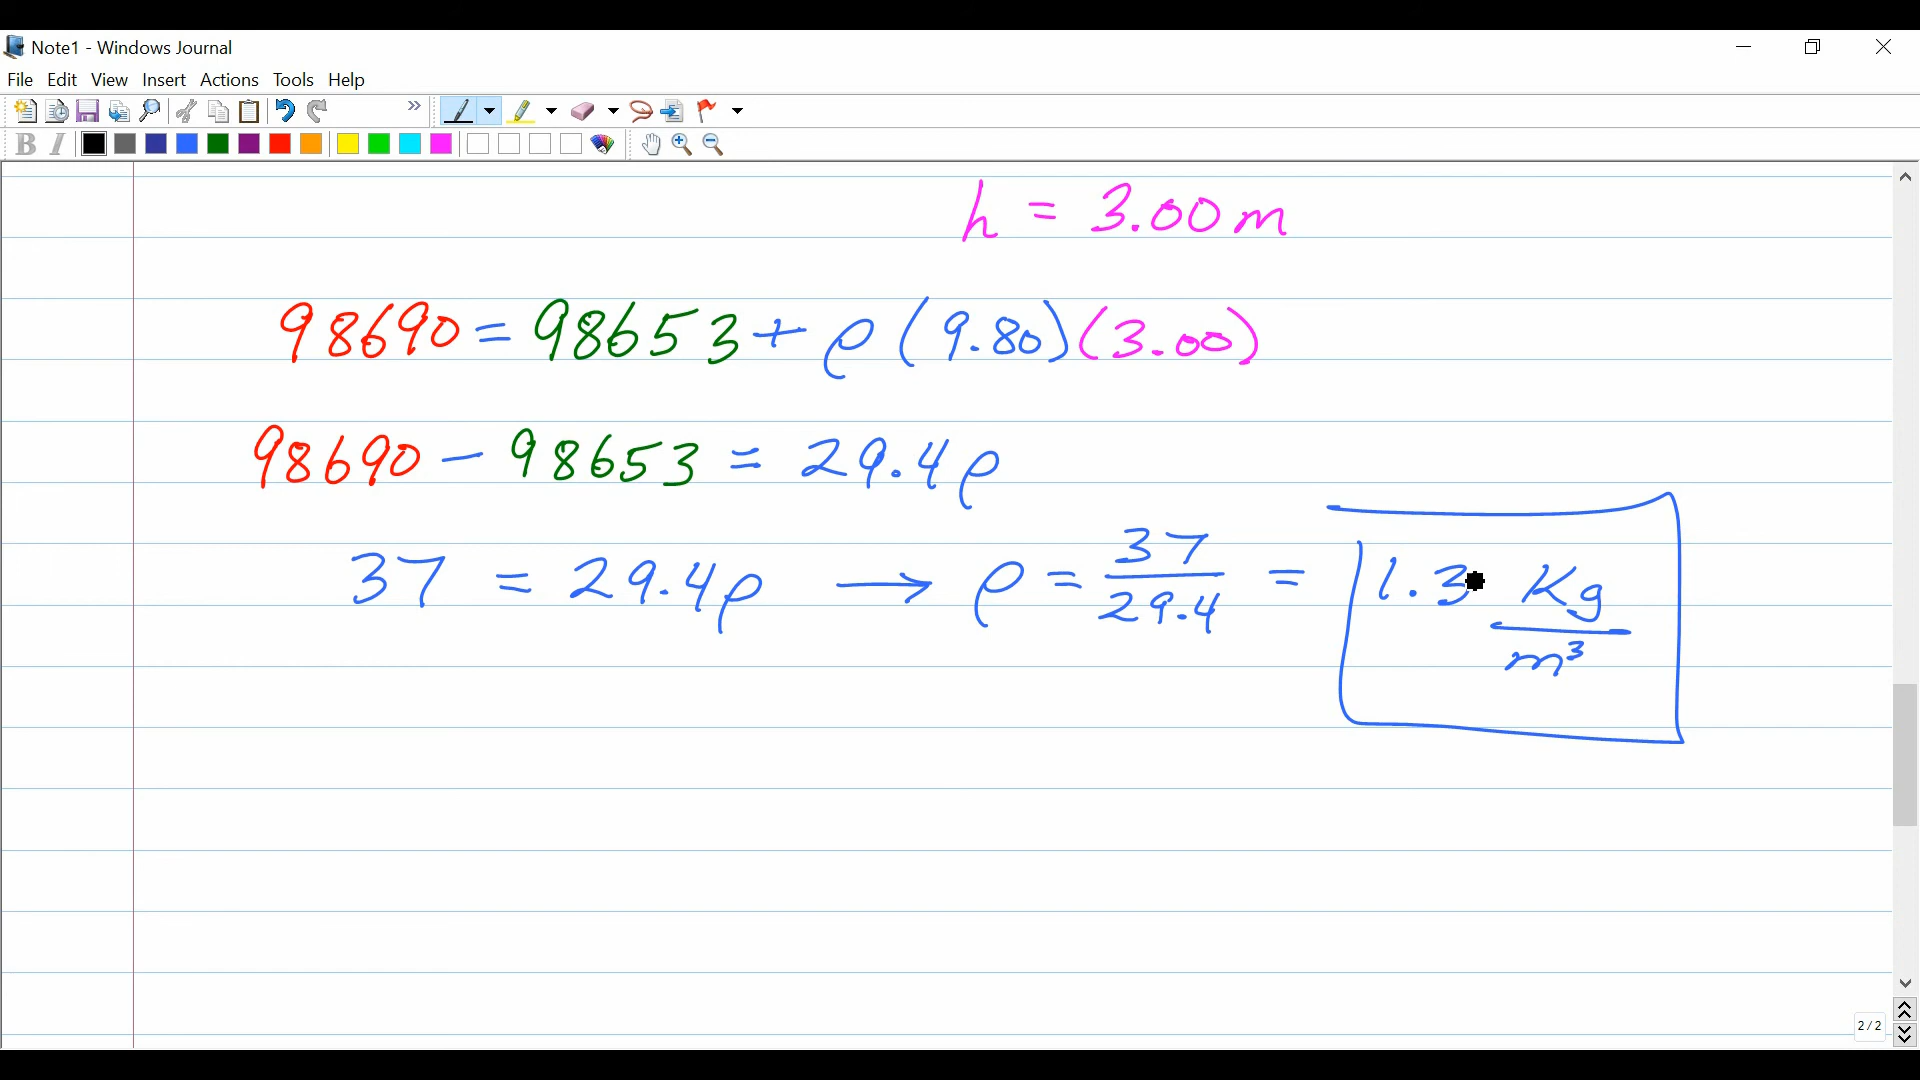 Note1 - Windows Journal
File Edit View Insert Actions Tools Help
B I
h = 3.00 m
98690 = 98653 + ρ (9.80)(3.00)
98690 - 98653 = 29.4ρ
37 = 29.4ρ → ρ = 37/29.4 = 1.3 Kg/m³
2 / 2